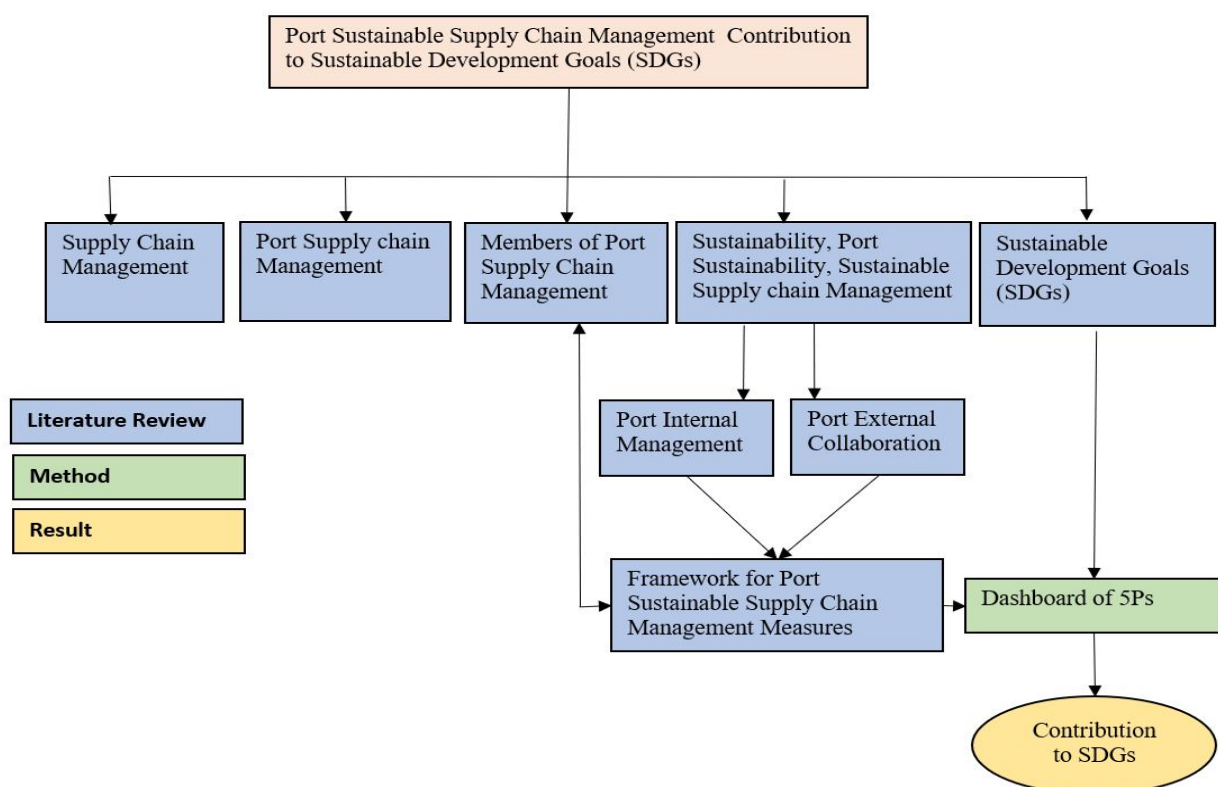 Port Sustainable Supply Chain Management Contribution
to Sustainable Development Goals (SDGs)
Supply Chain
Management
Port Supply chain
Management
Members of Port
Supply Chain
Management
Sustainability, Port
Sustainability, Sustainable
Supply chain Management
Sustainable
Development Goals
(SDGs)
Literature Review
Method
Result
Port Internal
Management
Port External
Collaboration
Framework for Port
Sustainable Supply Chain
Management Measures
Dashboard of 5Ps
Contribution
to SDGs